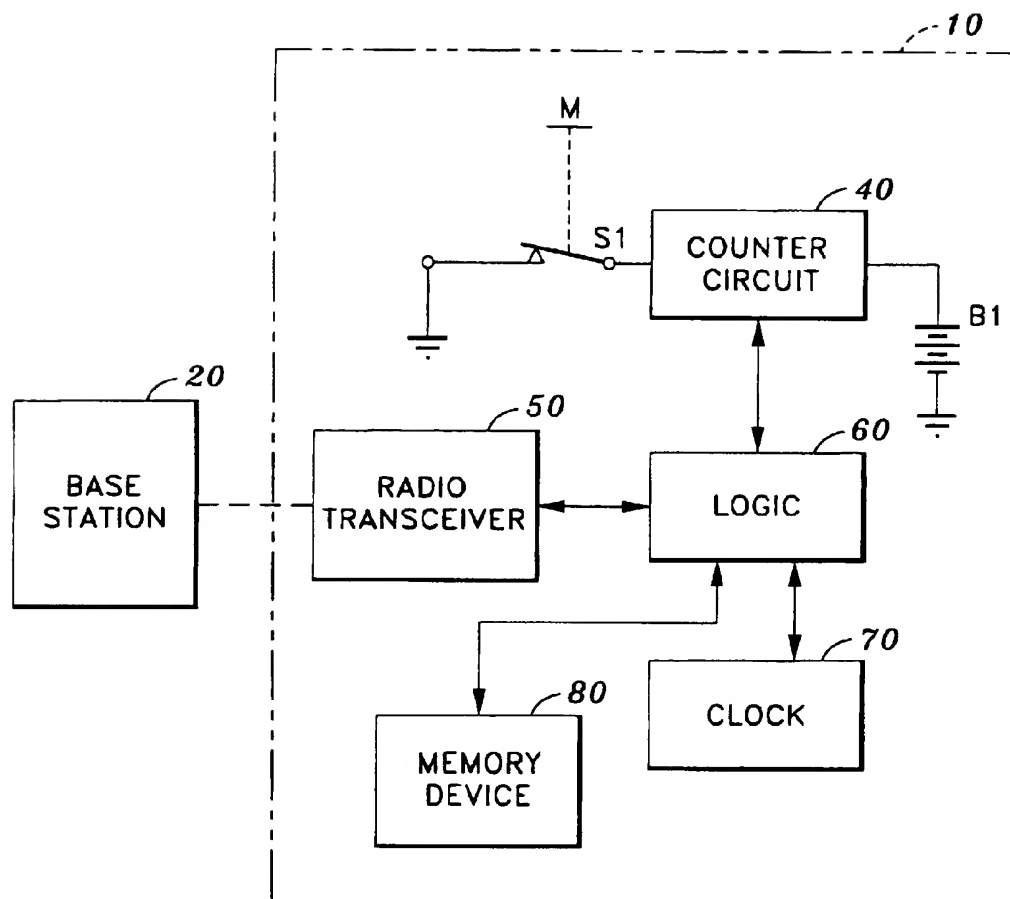 10
M
40
S1
COUNTER
CIRCUIT
B1
20
50
60
BASE
STATION
RADIO
TRANSCEIVER
LOGIC
70
80
CLOCK
MEMORY
DEVICE